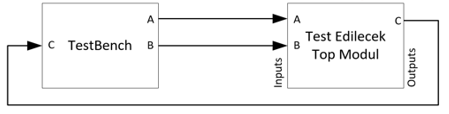 A
B
C
TestBench
A
B
C
Test Edilecek
Top Modul
Inputs
Outputs